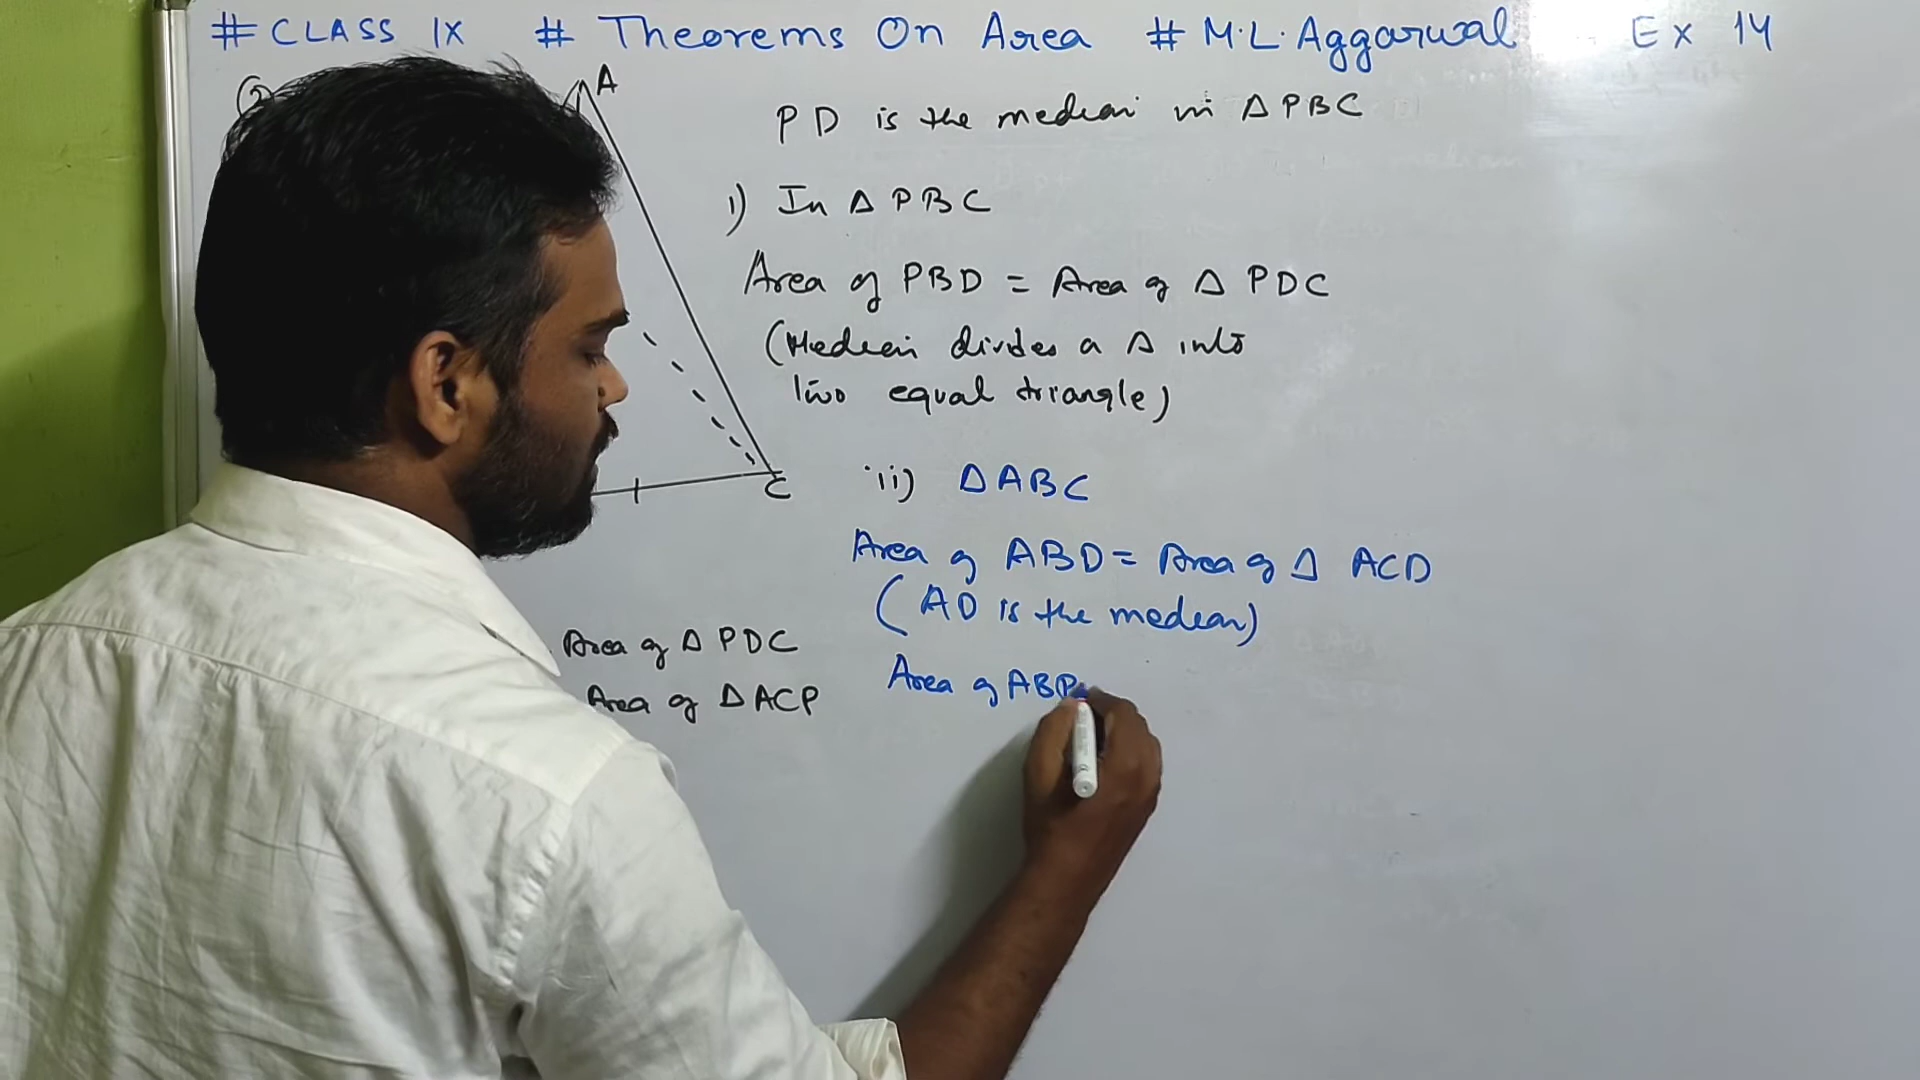 # CLASS IX # Theorems On Area # M.L. Aggarwal Ex 14
A
C
PD is the median in Δ PBC
i) In Δ PBC
Area of PBD = Area of Δ PDC
(Median divides a Δ into
two equal triangle)
ii) Δ ABC
Area of ABD = Area of Δ ACD
(AD is the median)
Area of ABP
Area of Δ PDC
Area of Δ ACP